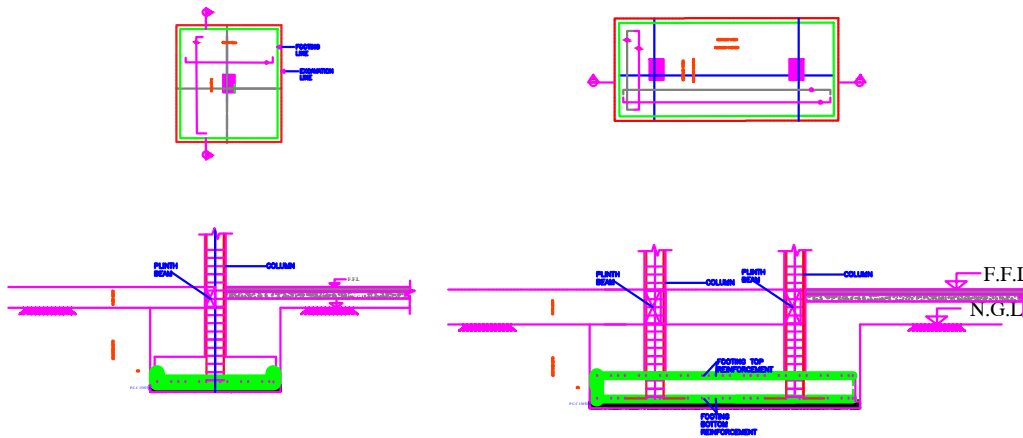 FOOTING
LINE
EXCAVATION
LINE
PLINTH
BEAM
COLUMN
F.F.L
PLINTH
BEAM
COLUMN
PLINTH
BEAM
COLUMN
F.F.L
N.G.L
FOOTING TOP
REINFORCEMENT
FOOTING
BOTTOM
REINFORCEMENT